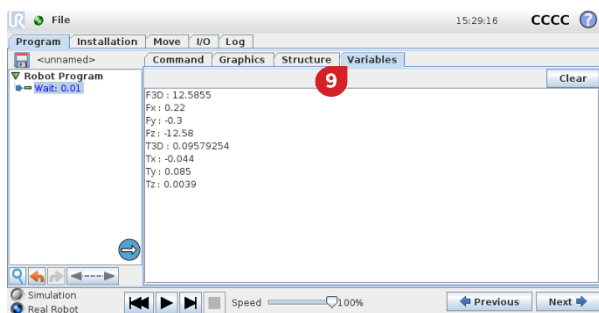 UR File 15:29:16 CCCC ?
Program Installation Move I/O Log
<unnamed> Command Graphics Structure Variables
Robot Program 9 Clear
Wait: 0.01
F3D : 12.5855
Fx : 0.22
Fy : -0.3
Fz : -12.58
T3D : 0.09579254
Tx : -0.044
Ty : 0.085
Tz : 0.0039
Simulation
Real Robot
Speed 100% Previous Next